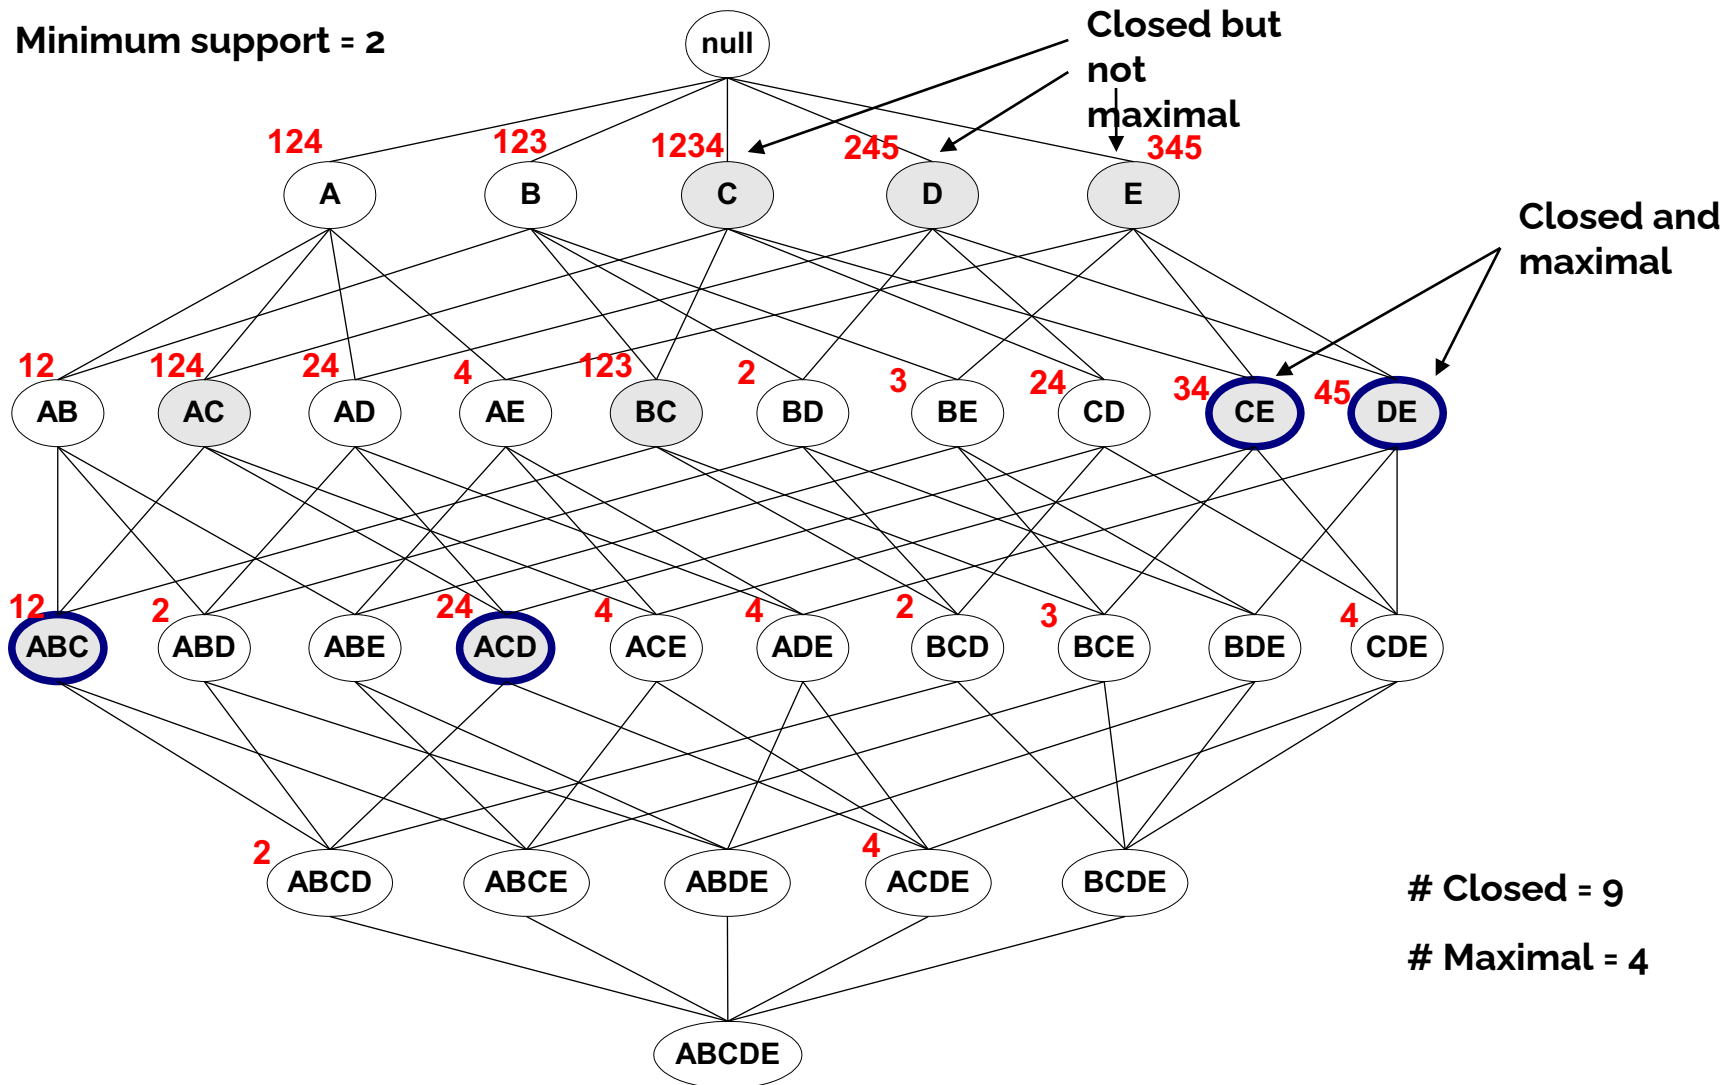 Minimum support = 2
null
Closed but
not
maximal
124
123
1234
245
345
A
B
C
D
E
Closed and
maximal
12
124
24
4
123
2
3
24
34
45
AB
AC
AD
AE
BC
BD
BE
CD
CE
DE
12
2
24
4
4
2
3
4
ABC
ABD
ABE
ACD
ACE
ADE
BCD
BCE
BDE
CDE
2
4
ABCD
ABCE
ABDE
ACDE
BCDE
# Closed = 9
# Maximal = 4
ABCDE